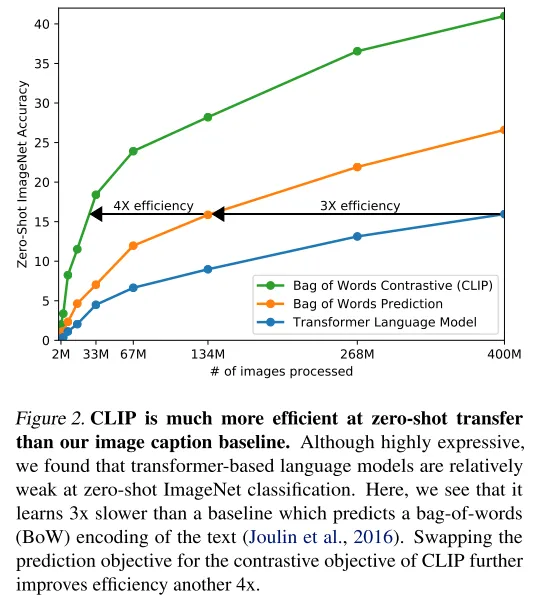 40
35
30
25
20
15
10
5
0
Zero-Shot ImageNet Accuracy
4X efficiency
3X efficiency
Bag of Words Contrastive (CLIP)
Bag of Words Prediction
Transformer Language Model
2M 33M 67M 134M 268M 400M
# of images processed
Figure 2. CLIP is much more efficient at zero-shot transfer
than our image caption baseline. Although highly expressive,
we found that transformer-based language models are relatively
weak at zero-shot ImageNet classification. Here, we see that it
learns 3x slower than a baseline which predicts a bag-of-words
(BoW) encoding of the text (Joulin et al., 2016). Swapping the
prediction objective for the contrastive objective of CLIP further
improves efficiency another 4x.